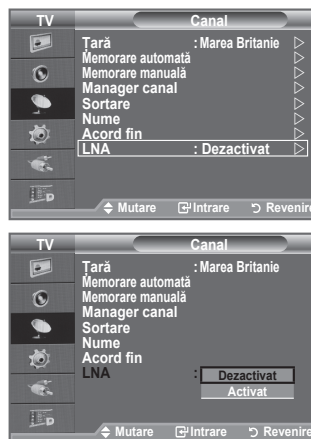 TV Canal
Ţară : Marea Britanie
Memorare automată
Memorare manuală
Manager canal
Sortare
Nume
Acord fin
LNA : Dezactivat
Mutare Intrare Revenire
TV Canal
Ţară : Marea Britanie
Memorare automată
Memorare manuală
Manager canal
Sortare
Nume
Acord fin
LNA : Dezactivat
Activat
Mutare Intrare Revenire